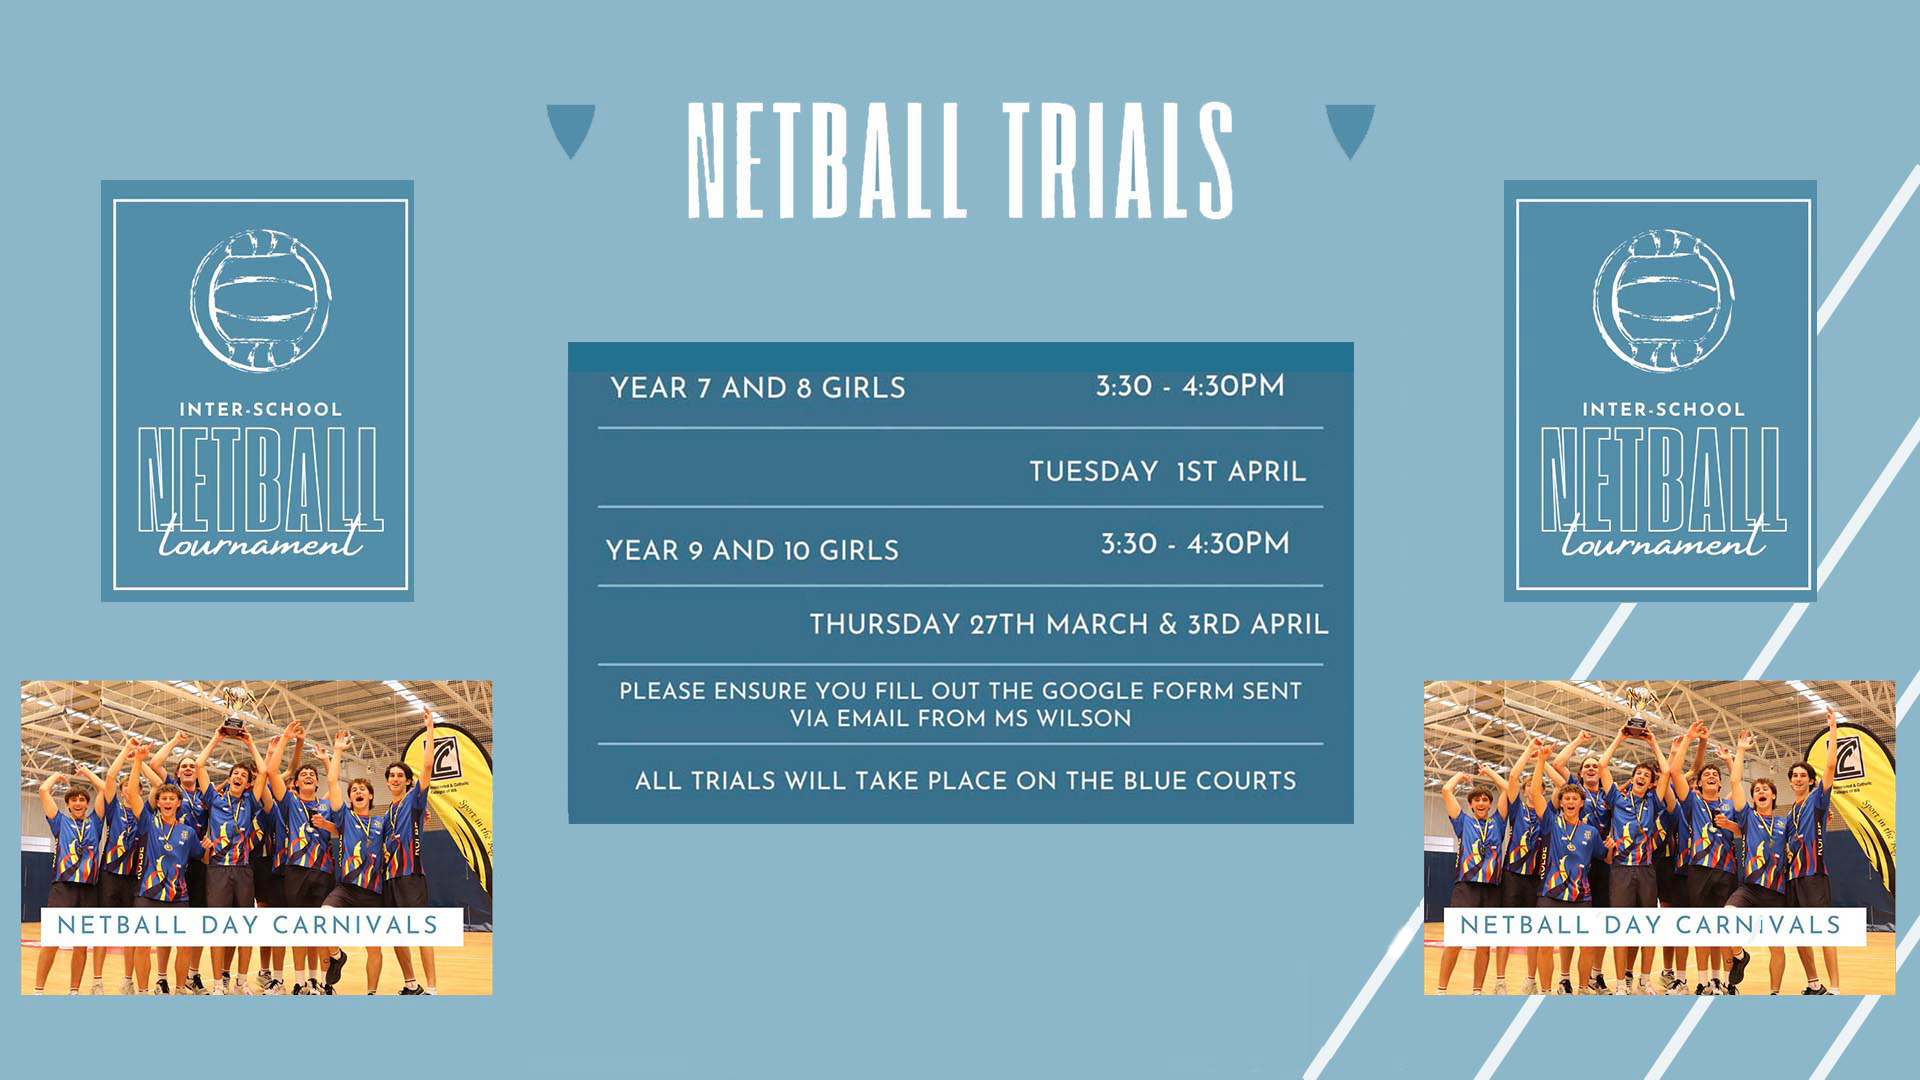 NETBALL TRIALS
INTER-SCHOOL
NETBALL
tournament
NETBALL DAY CARNIVALS
YEAR 7 AND 8 GIRLS 3:30 - 4:30PM
TUESDAY 1ST APRIL
YEAR 9 AND 10 GIRLS 3:30 - 4:30PM
THURSDAY 27TH MARCH & 3RD APRIL
PLEASE ENSURE YOU FILL OUT THE GOOGLE FOFRM SENT
VIA EMAIL FROM MS WILSON
ALL TRIALS WILL TAKE PLACE ON THE BLUE COURTS
INTER-SCHOOL
NETBALL
tournament
NETBALL DAY CARNIVALS